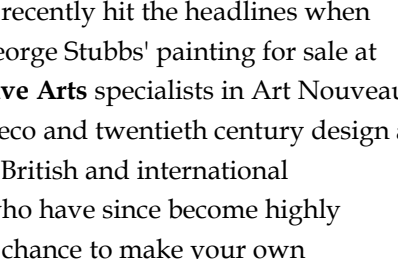 recently hit the headlines when
eorge Stubbs' painting for sale at
ve Arts specialists in Art Nouveau
eco and twentieth century design a
British and international
who have since become highly
chance to make your own